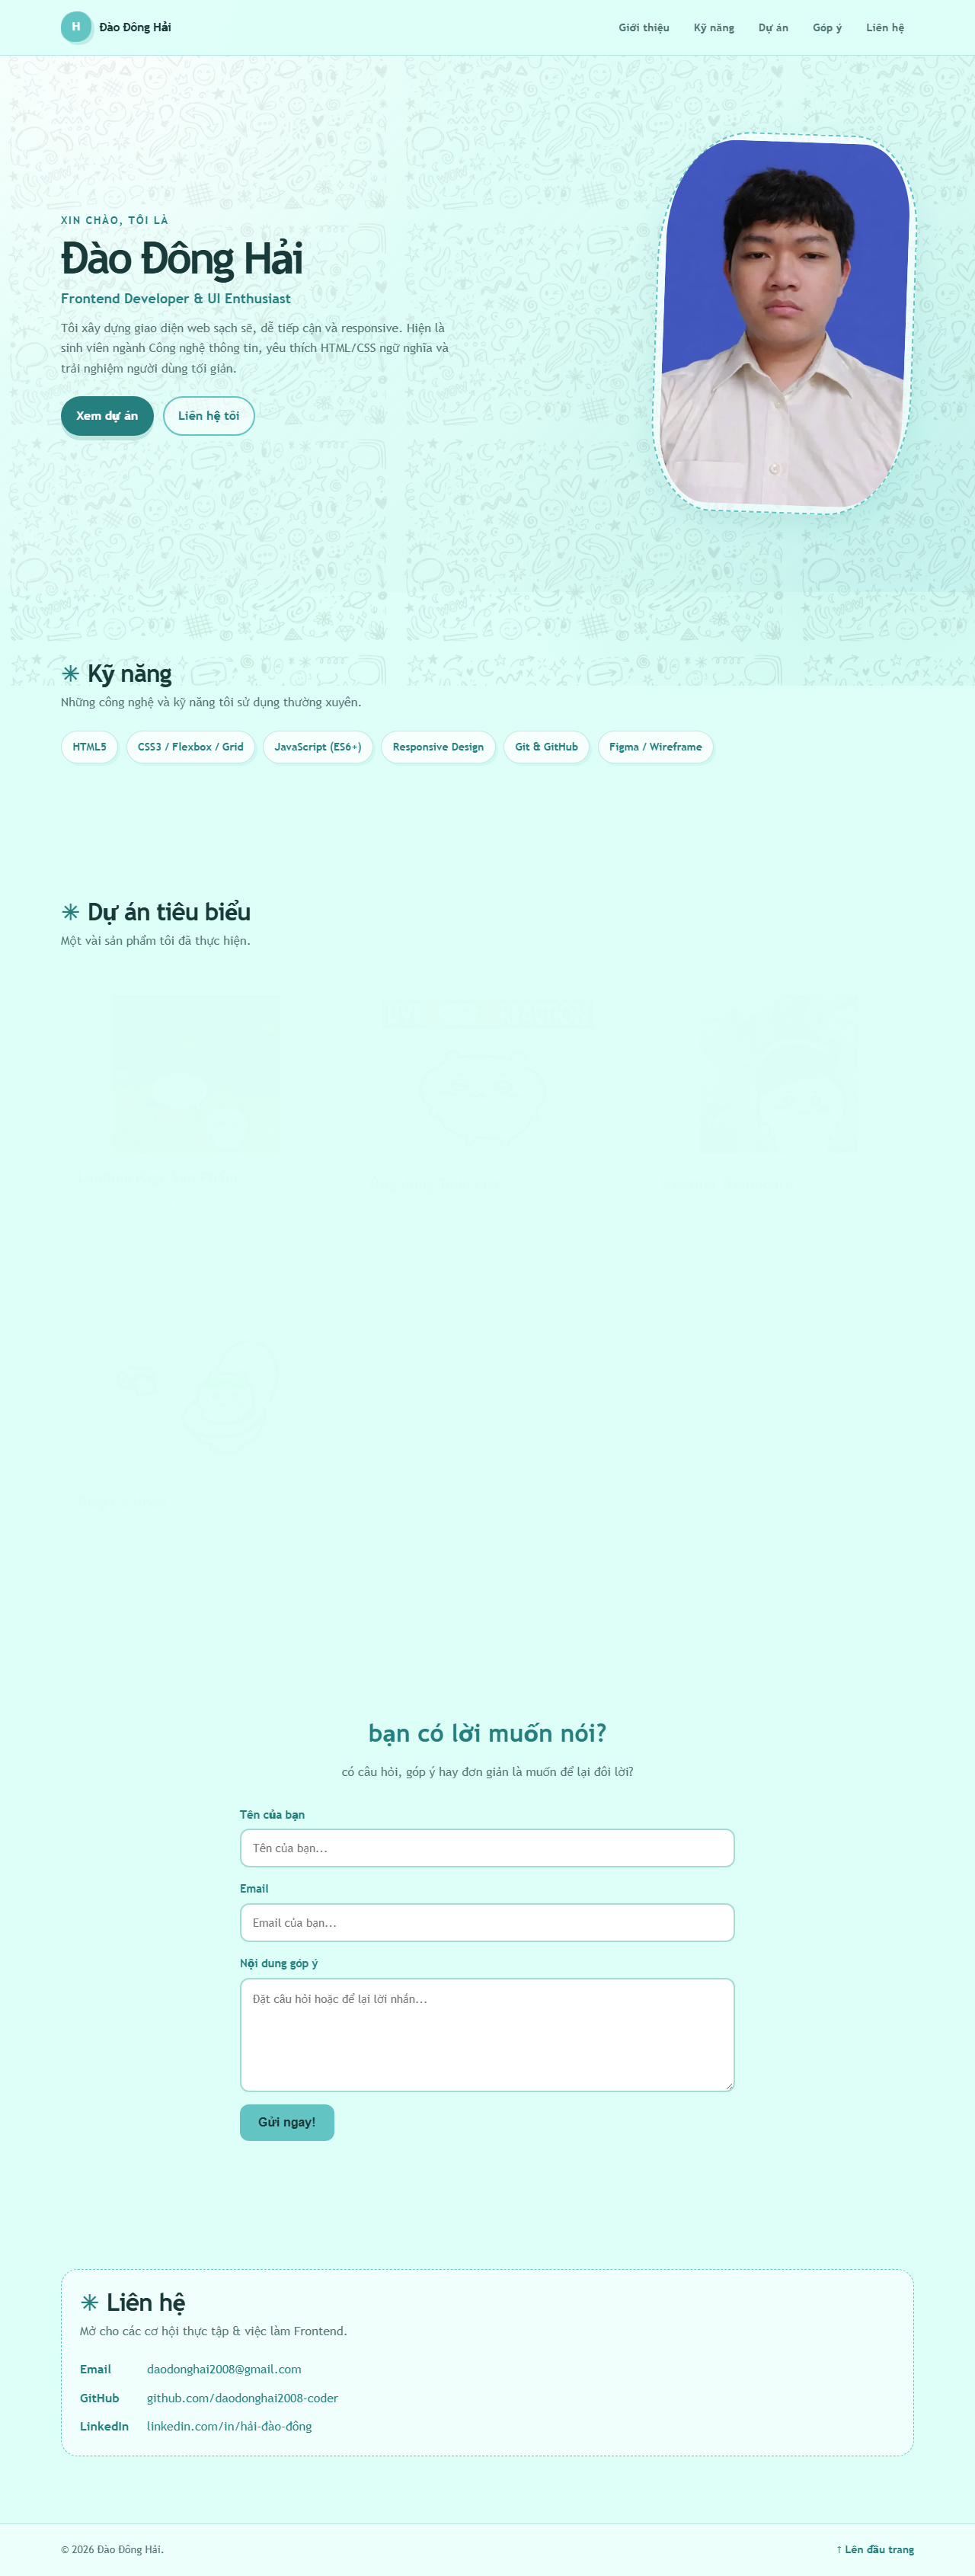 H
Đào Đông Hải
Giới thiệu
Kỹ năng
Dự án
Góp ý
Liên hệ
XIN CHÀO, TÔI LÀ
Đào Đông Hải
Frontend Developer & UI Enthusiast
Tôi xây dựng giao diện web sạch sẽ, dễ tiếp cận và responsive. Hiện là
sinh viên ngành Công nghệ thông tin, yêu thích HTML/CSS ngữ nghĩa và
trải nghiệm người dùng tối giản.
Xem dự án
Liên hệ tôi
✳ Kỹ năng
Những công nghệ và kỹ năng tôi sử dụng thường xuyên.
HTML5
CSS3 / Flexbox / Grid
JavaScript (ES6+)
Responsive Design
Git & GitHub
Figma / Wireframe
✳ Dự án tiêu biểu
Một vài sản phẩm tôi đã thực hiện.
bạn có lời muốn nói?
có câu hỏi, góp ý hay đơn giản là muốn để lại đôi lời?
Tên của bạn
Tên của bạn...
Email
Email của bạn...
Nội dung góp ý
Đặt câu hỏi hoặc để lại lời nhắn...
Gửi ngay!
✳ Liên hệ
Mở cho các cơ hội thực tập & việc làm Frontend.
Email daodonghai2008@gmail.com
GitHub github.com/daodonghai2008-coder
LinkedIn linkedin.com/in/hải-đào-đông
© 2026 Đào Đông Hải.
↑ Lên đầu trang